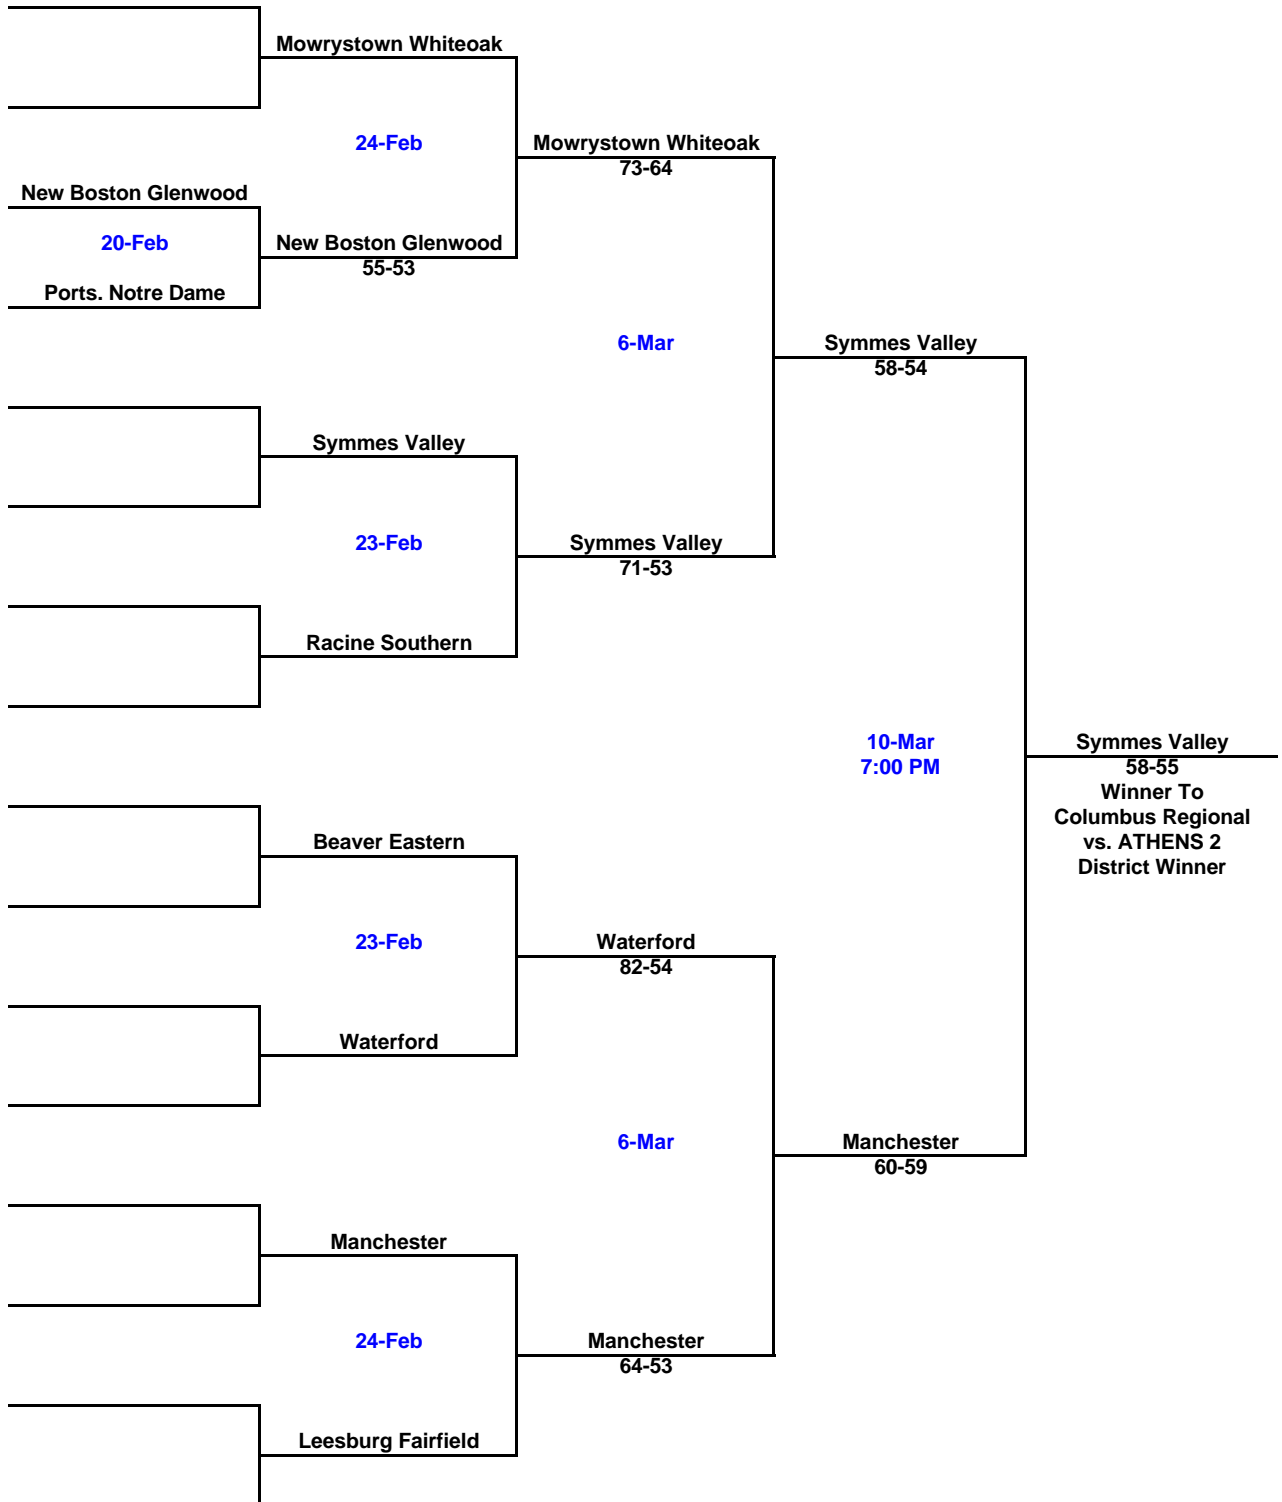 Mowrystown Whiteoak
24-Feb
Mowrystown Whiteoak
73-64
New Boston Glenwood
20-Feb
New Boston Glenwood
55-53
Ports. Notre Dame
6-Mar
Symmes Valley
58-54
Symmes Valley
23-Feb
Symmes Valley
71-53
Racine Southern
10-Mar
7:00 PM
Symmes Valley
58-55
Winner To
Columbus Regional
vs. ATHENS 2
District Winner
Beaver Eastern
23-Feb
Waterford
82-54
Waterford
6-Mar
Manchester
60-59
Manchester
24-Feb
Manchester
64-53
Leesburg Fairfield